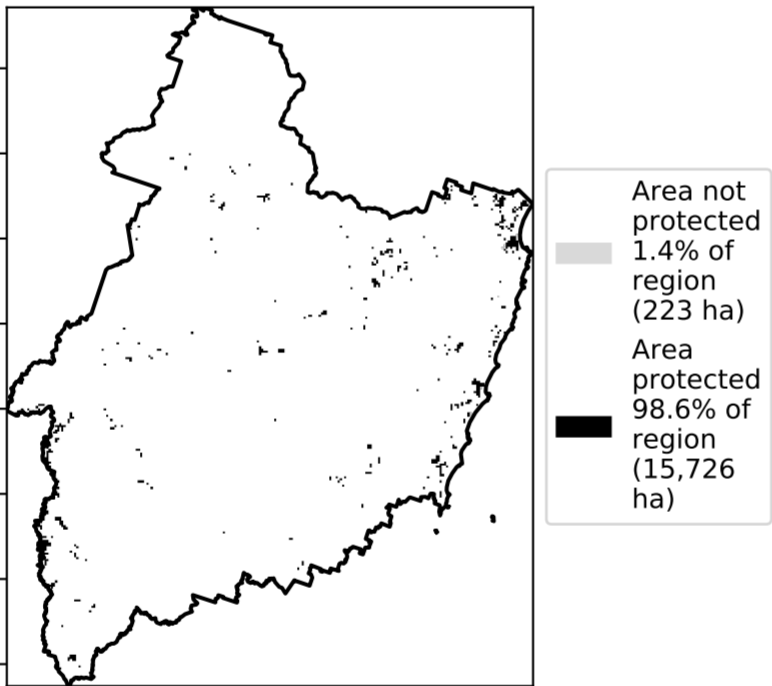 Area not
protected
1.4% of
region
(223 ha)
Area
protected
98.6% of
region
(15,726
ha)